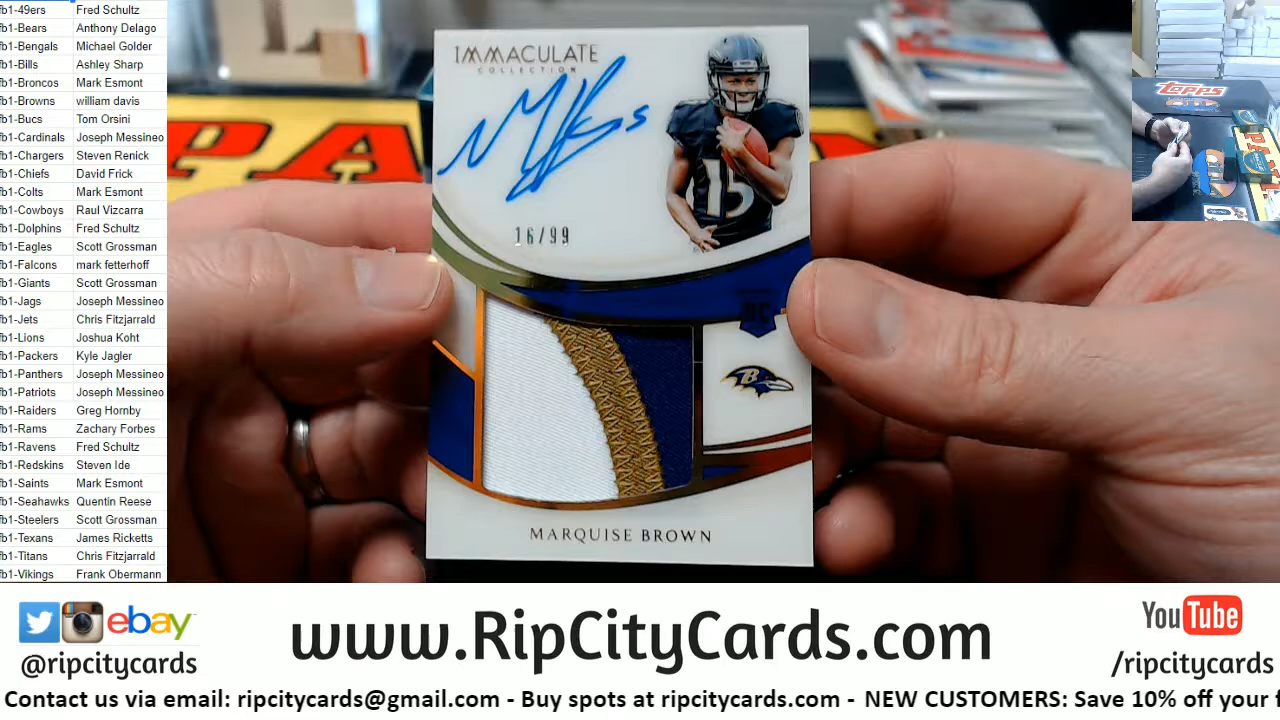 fb1-49ers Fred Schultz
fb1-Bears Anthony Delago
fb1-Bengals Michael Golder
fb1-Bills Ashley Sharp
fb1-Broncos Mark Esmont
fb1-Browns william davis
fb1-Bucs Tom Orsini
fb1-Cardinals Joseph Messineo
fb1-Chargers Steven Renick
fb1-Chiefs David Frick
fb1-Colts Mark Esmont
fb1-Cowboys Raul Vizcarra
fb1-Dolphins Fred Schultz
fb1-Eagles Scott Grossman
fb1-Falcons mark fetterhoff
fb1-Giants Scott Grossman
fb1-Jags Joseph Messineo
fb1-Jets Chris Fitzjarrald
fb1-Lions Joshua Koht
fb1-Packers Kyle Jagler
fb1-Panthers Joseph Messineo
fb1-Patriots Joseph Messineo
fb1-Raiders Greg Hornby
fb1-Rams Zachary Forbes
fb1-Ravens Fred Schultz
fb1-Redskins Steven Ide
fb1-Saints Mark Esmont
fb1-Seahawks Quentin Reese
fb1-Steelers Scott Grossman
fb1-Texans James Ricketts
fb1-Titans Chris Fitzjarrald
fb1-Vikings Frank Obermann
IMMACULATE
COLLECTION
15
16/99
RC
B
MARQUISE BROWN
topps
ebay
@ripcitycards
www.RipCityCards.com
YouTube
/ripcitycards
Contact us via email: ripcitycards@gmail.com - Buy spots at ripcitycards.com - NEW CUSTOMERS: Save 10% off your f